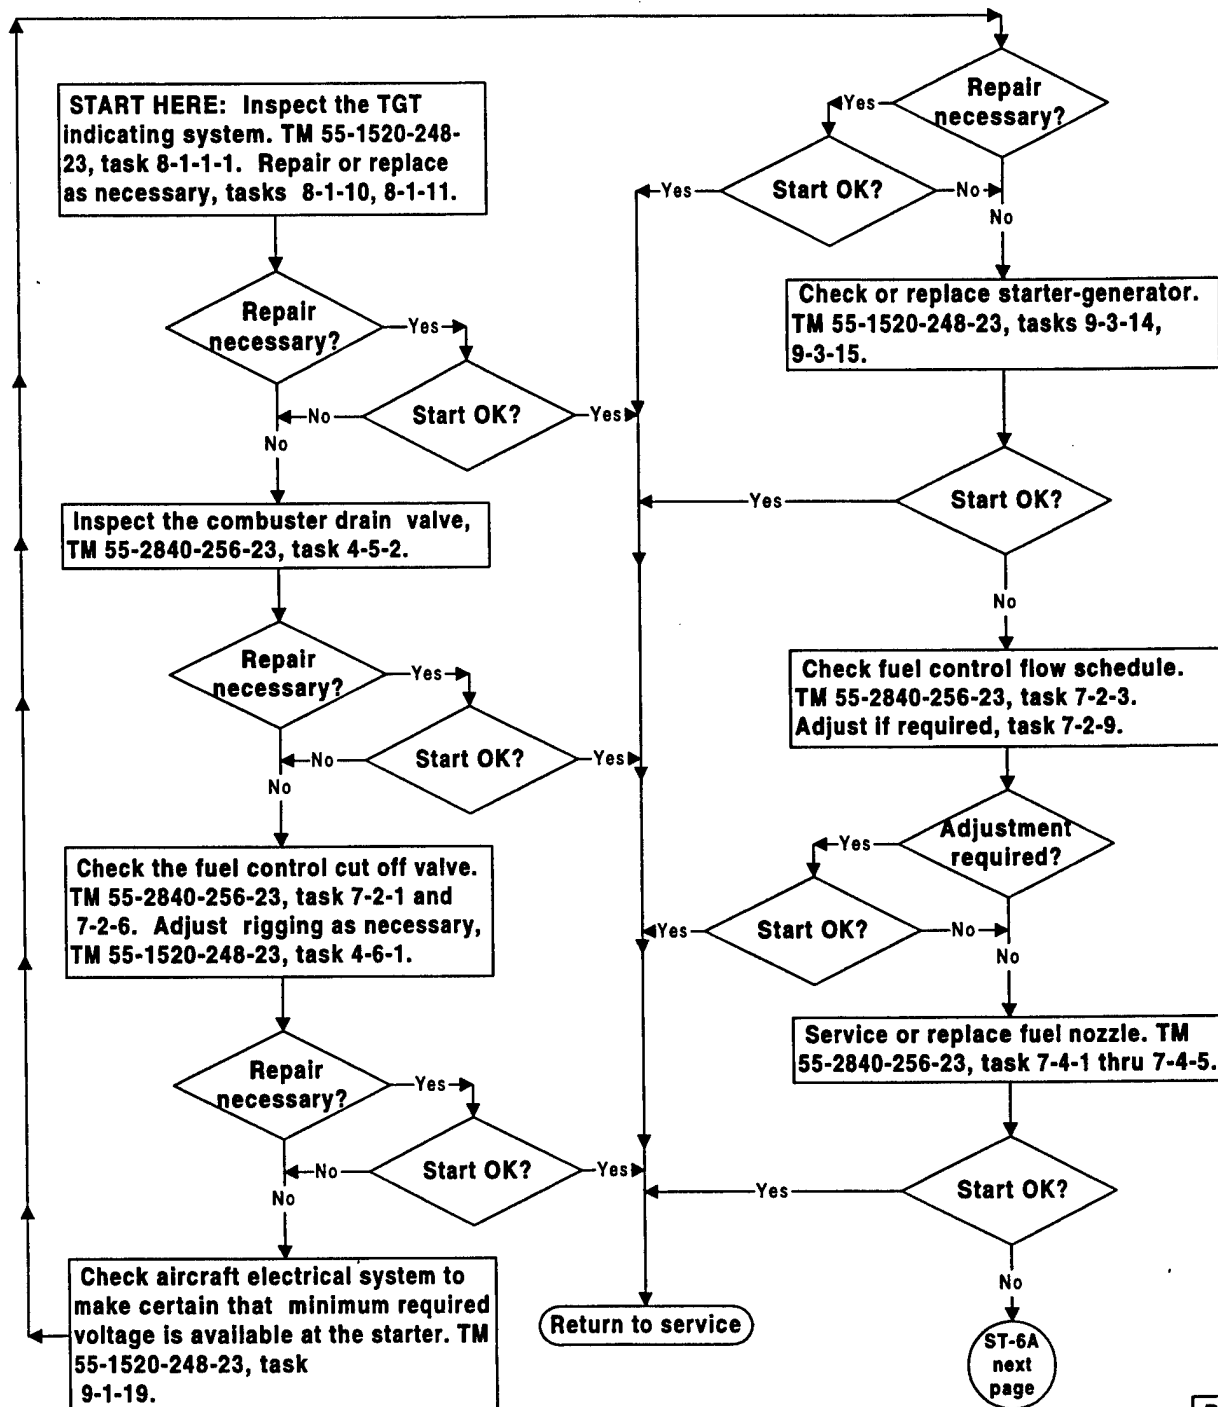 START HERE: Inspect the TGT
indicating system. TM 55-1520-248-
23, task 8-1-1-1. Repair or replace
as necessary, tasks 8-1-10, 8-1-11.
Repair
necessary?
Yes
Start OK?
No
Yes
No
Inspect the combuster drain valve,
TM 55-2840-256-23, task 4-5-2.
Repair
necessary?
Yes
Start OK?
No
Yes
No
Check the fuel control cut off valve.
TM 55-2840-256-23, task 7-2-1 and
7-2-6. Adjust rigging as necessary,
TM 55-1520-248-23, task 4-6-1.
Repair
necessary?
Yes
Start OK?
No
Yes
No
Check aircraft electrical system to
make certain that minimum required
voltage is available at the starter. TM
55-1520-248-23, task
9-1-19.
Repair
necessary?
Yes
Start OK?
Yes
No
No
Check or replace starter-generator.
TM 55-1520-248-23, tasks 9-3-14,
9-3-15.
Start OK?
Yes
No
Check fuel control flow schedule.
TM 55-2840-256-23, task 7-2-3.
Adjust if required, task 7-2-9.
Adjustment
required?
Yes
Start OK?
Yes
No
No
Service or replace fuel nozzle. TM
55-2840-256-23, task 7-4-1 thru 7-4-5.
Start OK?
Yes
No
Return to service
ST-6A
next
page